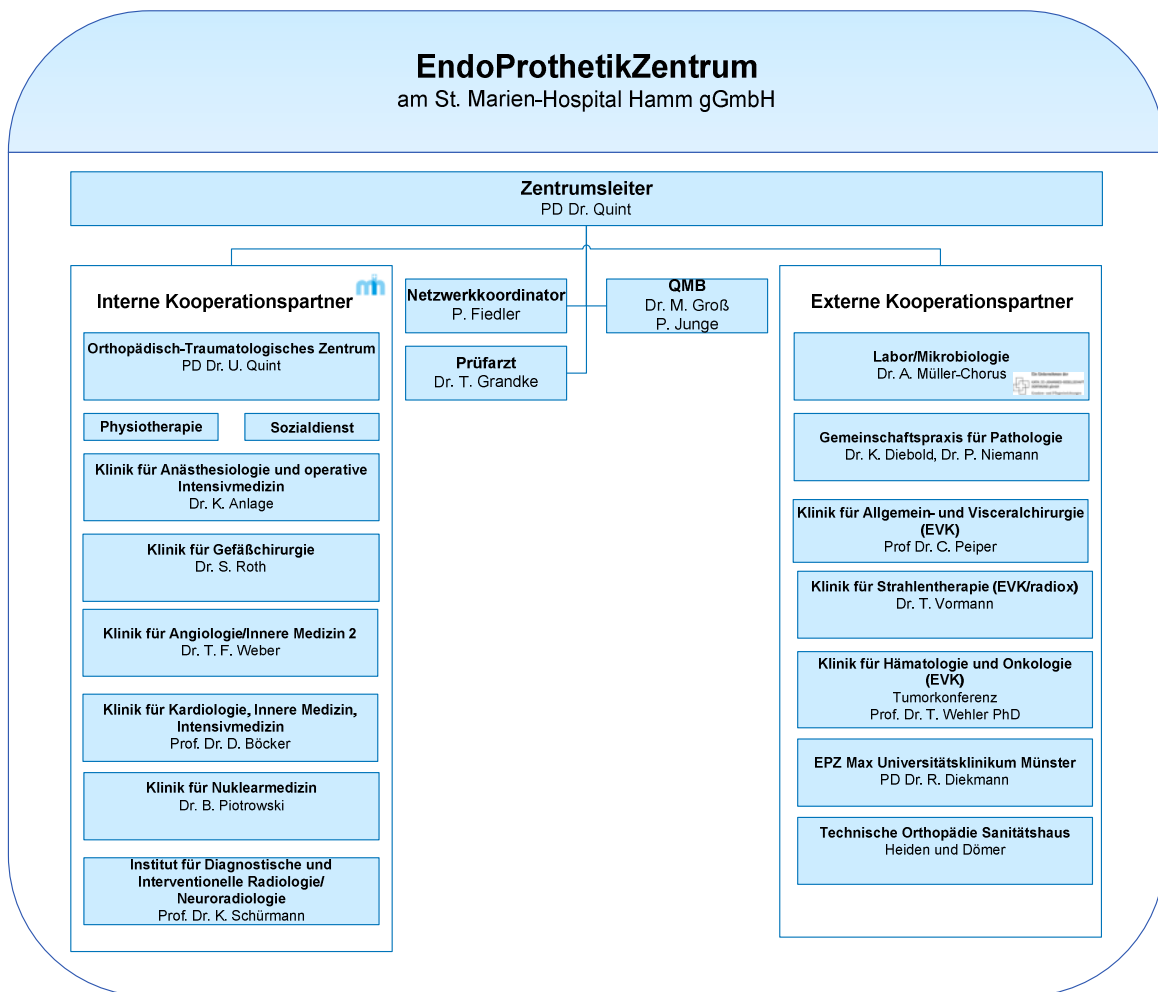 EndoProthetikZentrum
am St. Marien-Hospital Hamm gGmbH
Zentrumsleiter
PD Dr. Quint
Interne Kooperationspartner
Orthopädisch-Traumatologisches Zentrum
PD Dr. U. Quint
Physiotherapie
Sozialdienst
Klinik für Anästhesiologie und operative
Intensivmedizin
Dr. K. Anlage
Klinik für Gefäßchirurgie
Dr. S. Roth
Klinik für Angiologie/Innere Medizin 2
Dr. T. F. Weber
Klinik für Kardiologie, Innere Medizin,
Intensivmedizin
Prof. Dr. D. Böcker
Klinik für Nuklearmedizin
Dr. B. Piotrowski
Institut für Diagnostische und
Interventionelle Radiologie/
Neuroradiologie
Prof. Dr. K. Schürmann
Netzwerkkoordinator
P. Fiedler
QMB
Dr. M. Groß
P. Junge
Prüfarzt
Dr. T. Grandke
Externe Kooperationspartner
Labor/Mikrobiologie
Dr. A. Müller-Chorus
Gemeinschaftspraxis für Pathologie
Dr. K. Diebold, Dr. P. Niemann
Klinik für Allgemein- und Visceralchirurgie
(EVK)
Prof Dr. C. Peiper
Klinik für Strahlentherapie (EVK/radiox)
Dr. T. Vormann
Klinik für Hämatologie und Onkologie
(EVK)
Tumorkonferenz
Prof. Dr. T. Wehler PhD
EPZ Max Universitätsklinikum Münster
PD Dr. R. Diekmann
Technische Orthopädie Sanitätshaus
Heiden und Dömer